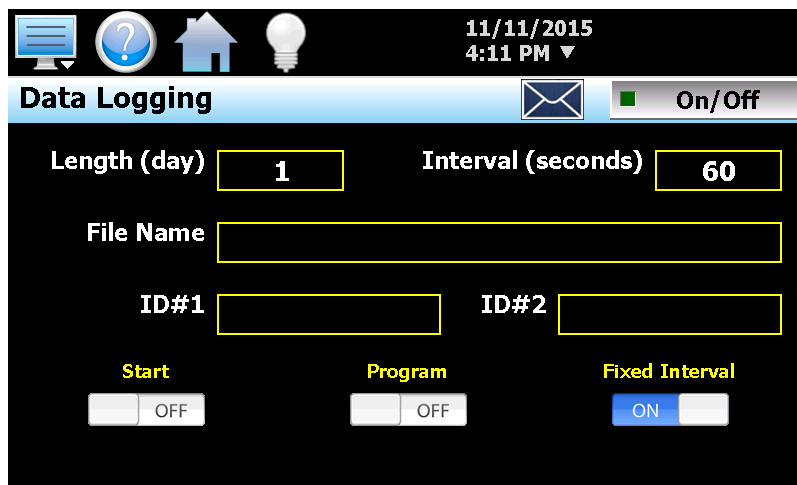 ?
11/11/2015
4:11 PM ▼
Data Logging
On/Off
Length (day) 1 Interval (seconds) 60
File Name
ID#1 ID#2
Start Program Fixed Interval
OFF OFF ON